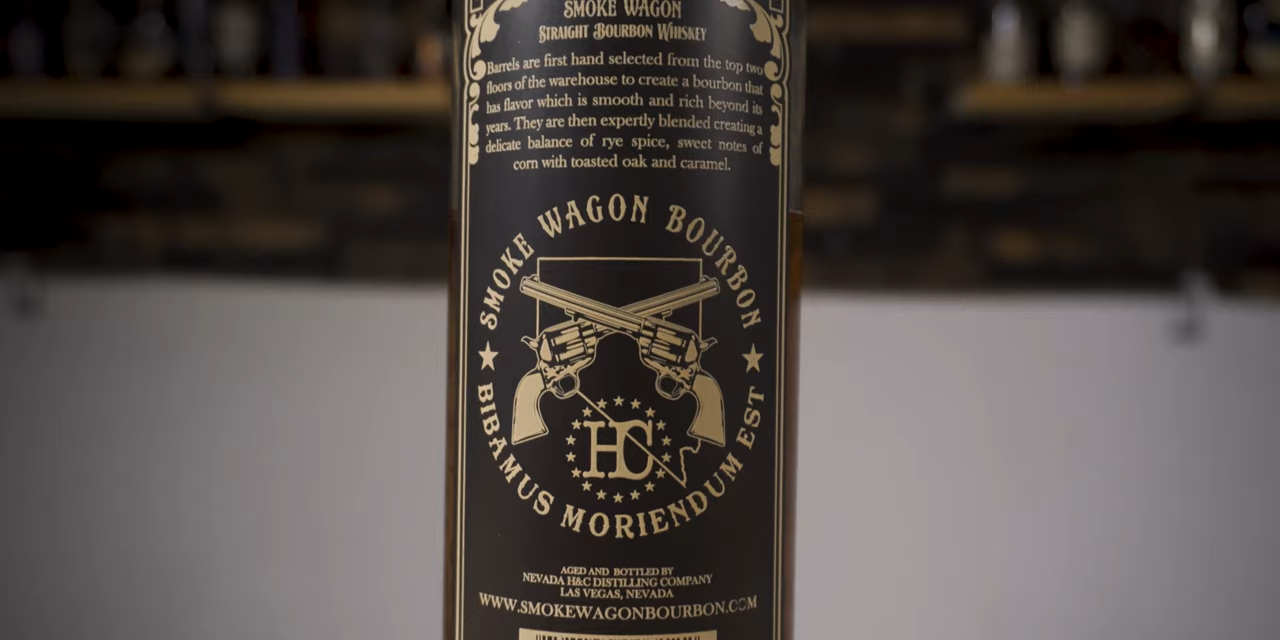 SMOKE WAGON
STRAIGHT BOURBON WHISKEY
Barrels are first hand selected from the top two
floors of the warehouse to create a bourbon that
has flavor which is smooth and rich beyond its
years. They are then expertly blended creating a
delicate balance of rye spice, sweet notes of
corn with toasted oak and caramel.
SMOKE WAGON BOURBON
HC
BIBAMUS MORIENDUM EST
AGED AND BOTTLED BY
NEVADA H&C DISTILLING COMPANY
LAS VEGAS, NEVADA
WWW.SMOKEWAGONBOURBON.COM